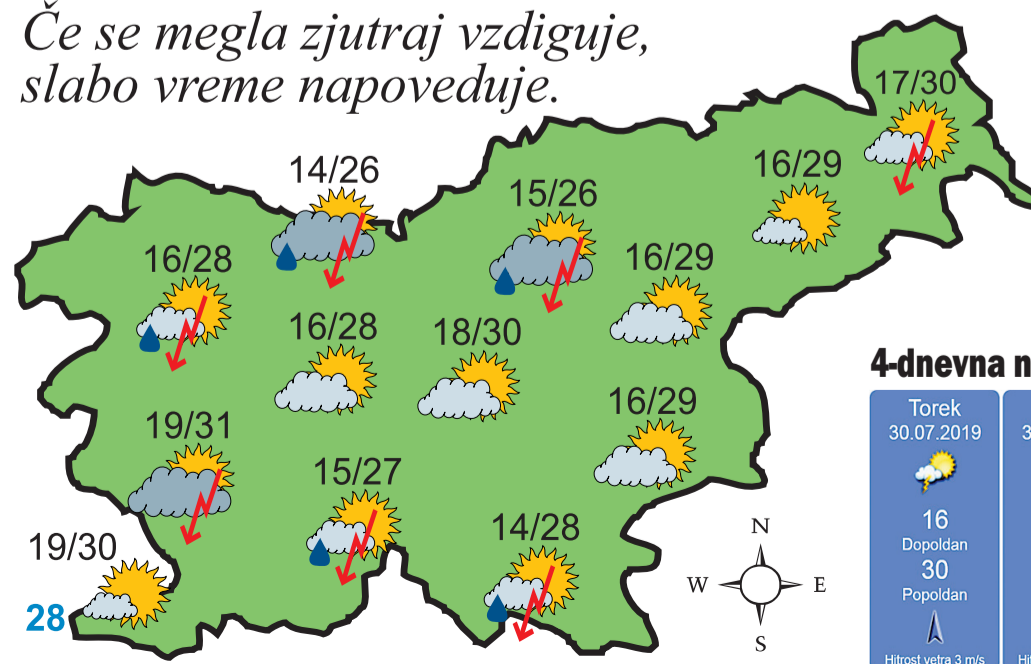 Če se megla zjutraj vzdiguje,
slabo vreme napoveduje.
17/30
14/26
16/29
15/26
16/28
16/29
16/28
18/30
16/29
19/31
15/27
14/28
19/30
28
N
W E
S
4-dnevna n
Torek
30.07.2019
3
16
Dopoldan
30
Popoldan
Hitrost vetra 3 m/s
Hit